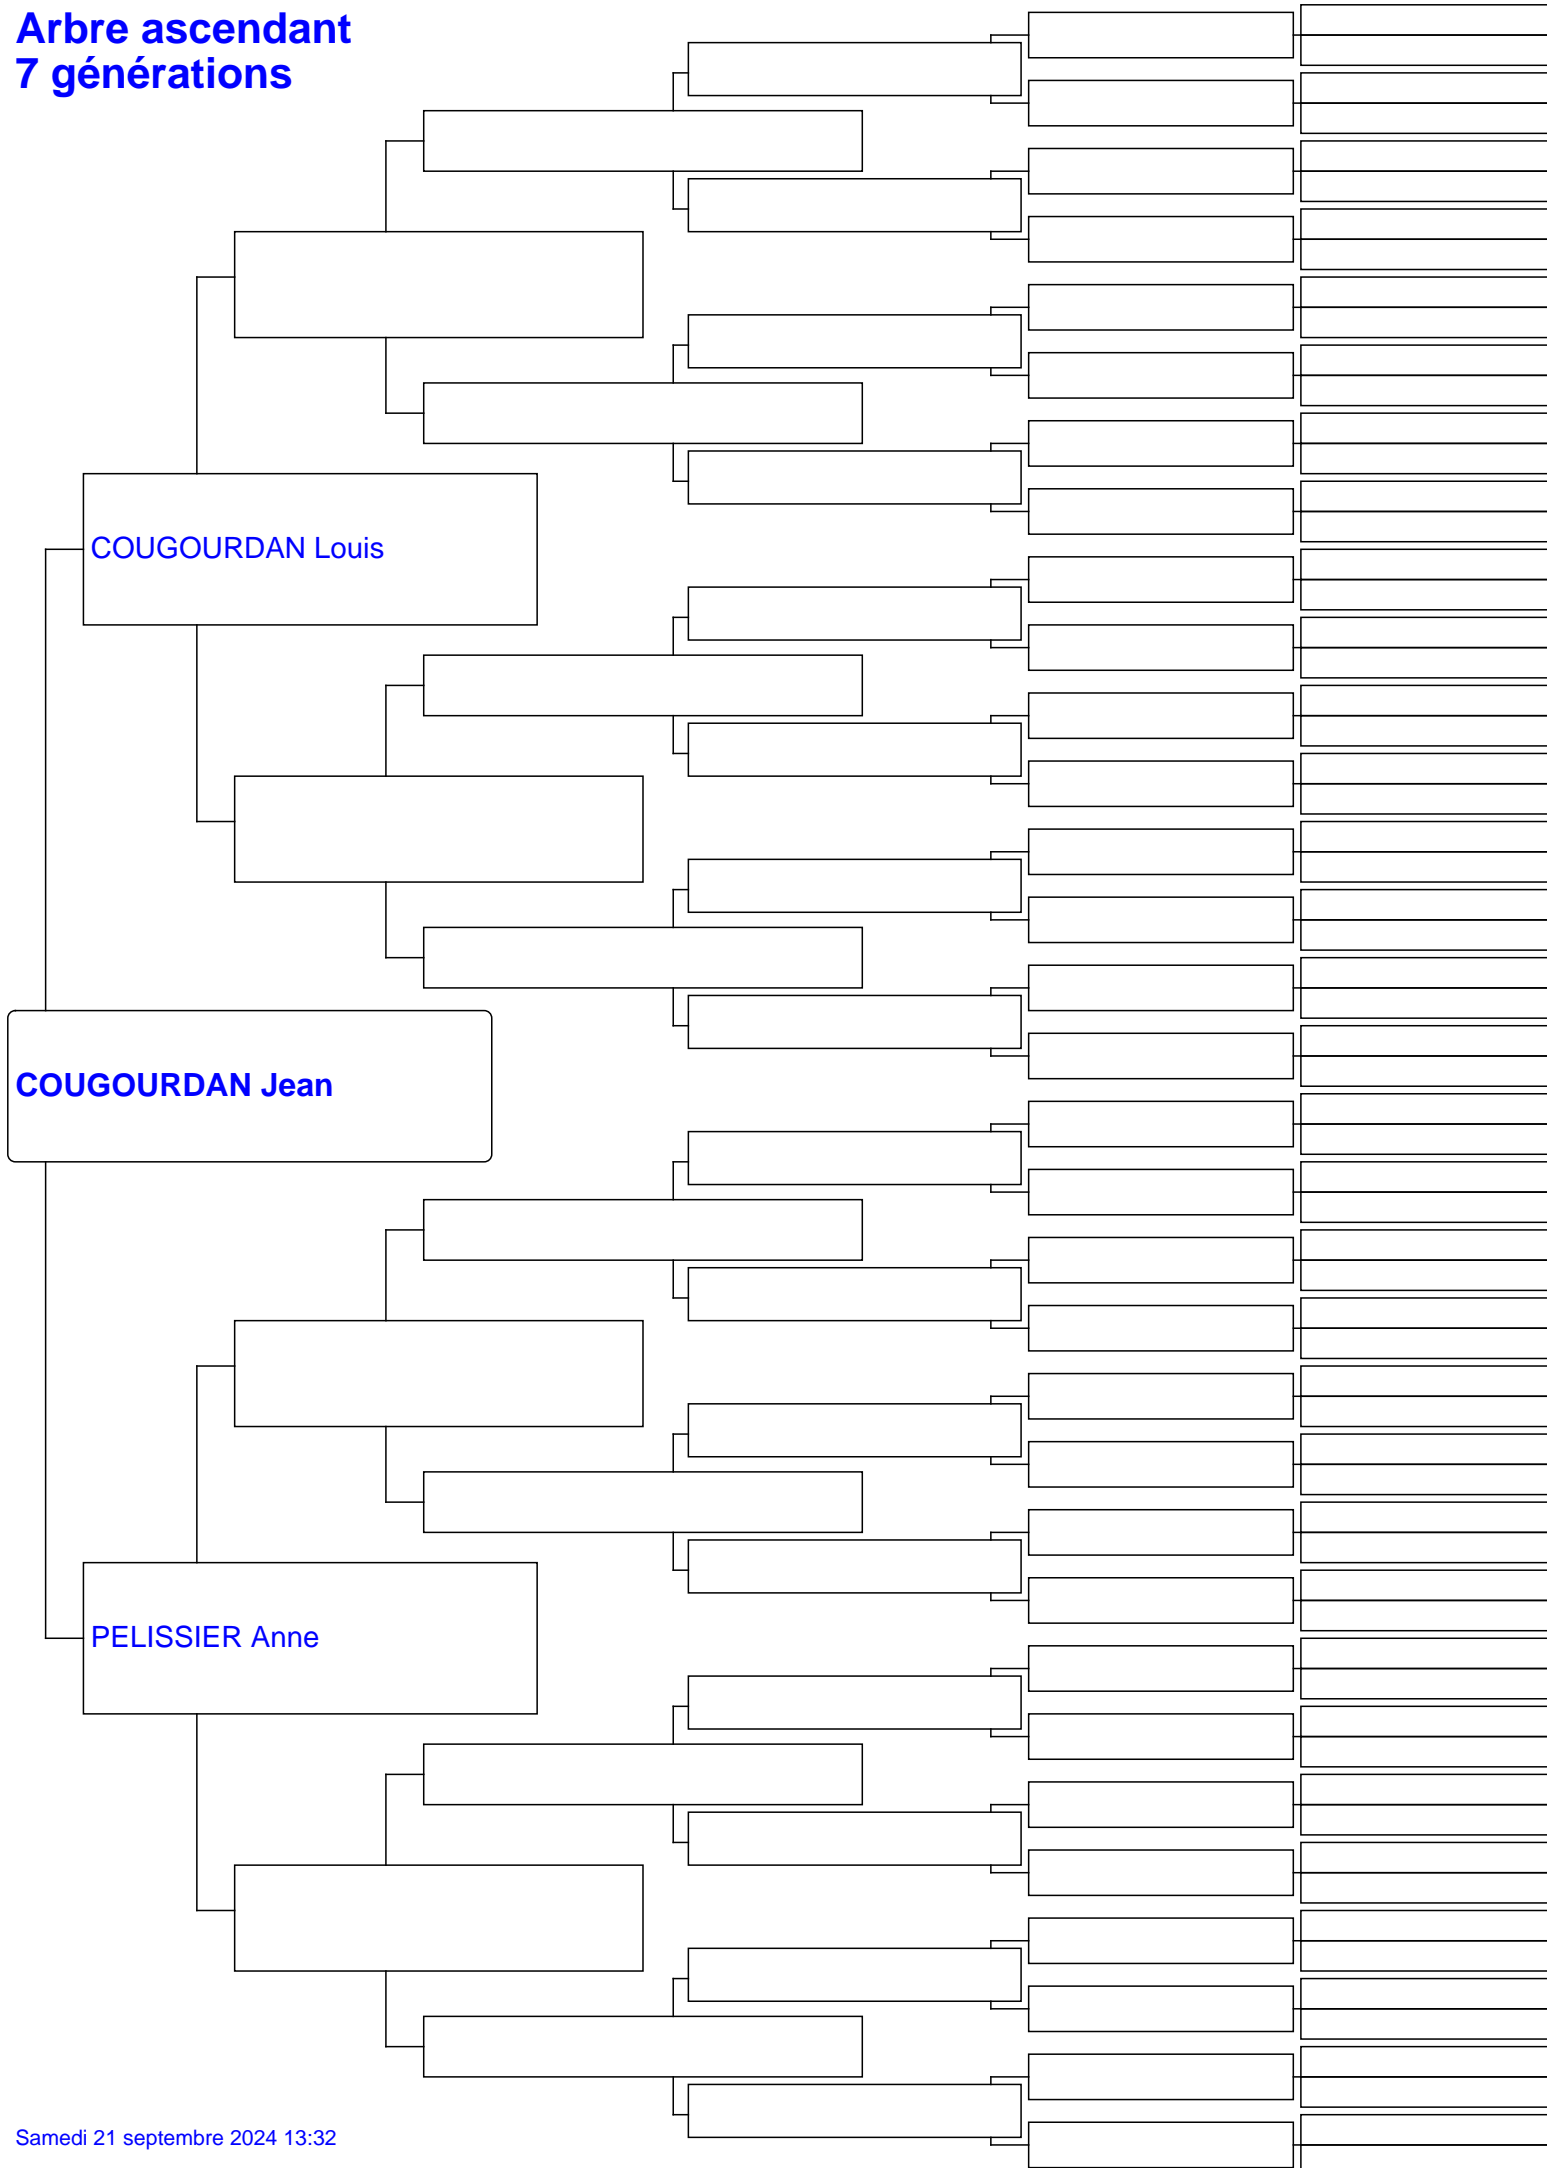 Arbre ascendant
7 générations
COUGOURDAN Louis
COUGOURDAN Jean
PELISSIER Anne
Samedi 21 septembre 2024 13:32